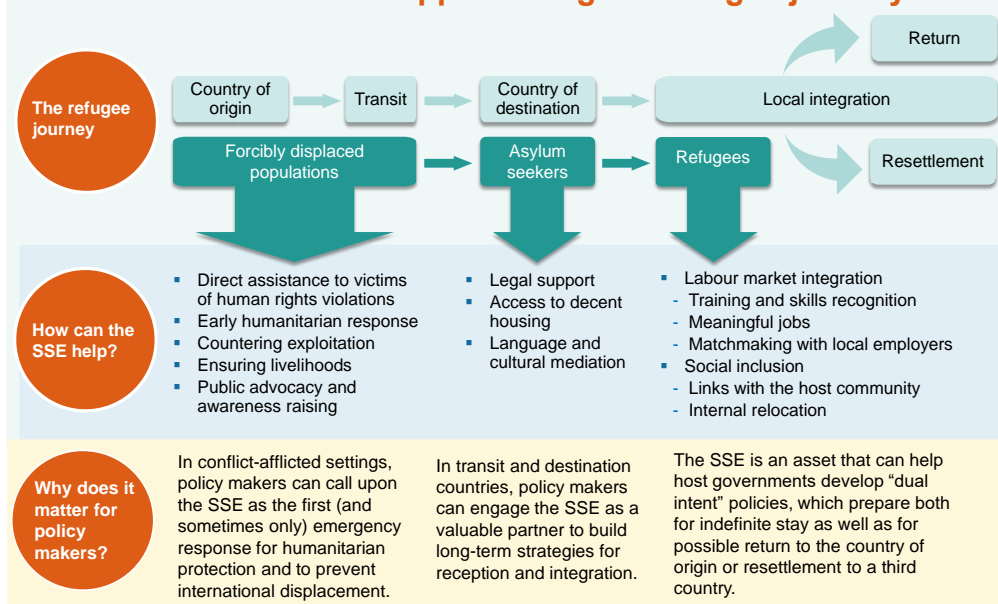 The refugee
journey
Country of
origin
Transit
Country of
destination
Local integration
Return
Resettlement
Forcibly displaced
populations
Asylum
seekers
Refugees
How can the
SSE help?
▪ Direct assistance to victims
of human rights violations
▪ Early humanitarian response
▪ Countering exploitation
▪ Ensuring livelihoods
▪ Public advocacy and
awareness raising
▪ Legal support
▪ Access to decent
housing
▪ Language and
cultural mediation
▪ Labour market integration
- Training and skills recognition
- Meaningful jobs
- Matchmaking with local employers
▪ Social inclusion
- Links with the host community
- Internal relocation
Why does it
matter for
policy
makers?
In conflict-afflicted settings,
policy makers can call upon
the SSE as the first (and
sometimes only) emergency
response for humanitarian
protection and to prevent
international displacement.
In transit and destination
countries, policy makers
can engage the SSE as a
valuable partner to build
long-term strategies for
reception and integration.
The SSE is an asset that can help
host governments develop “dual
intent” policies, which prepare both
for indefinite stay as well as for
possible return to the country of
origin or resettlement to a third
country.